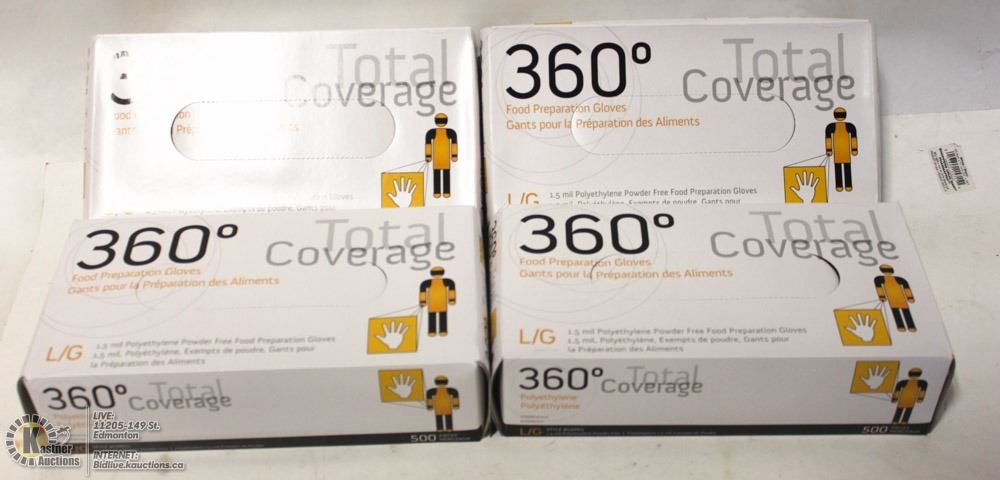 Total
Coverage
Prép
ments
360°
Total
Coverage
Food Preparation Gloves
Gants pour la Préparation des Aliments
L/G
1.5 mil Polyethylene Powder Free Food Preparation Gloves
360°
Total
Coverage
Food Preparation Gloves
Gants pour la Préparation des Aliments
L/G
1.5 mil Polyethylene Powder Free Food Preparation Gloves
1.5 mil. Polyéthylène, Exempts de poudre, Gants pour
la Préparation des Aliments
360°
Total
Coverage
500
360°
Total
Coverage
Food Preparation Gloves
Gants pour la Préparation des Aliments
L/G
1.5 mil Polyethylene Powder Free Food Preparation Gloves
1.5 mil. Polyéthylène, Exempts de poudre, Gants pour
la Préparation des Aliments
360°
Total
Coverage
Polyethylene
Polyéthylène
L/G
500
Kastner
Auctions
LIVE:
11205-149 St.
Edmonton
INTERNET:
Bidlive.kauctions.ca